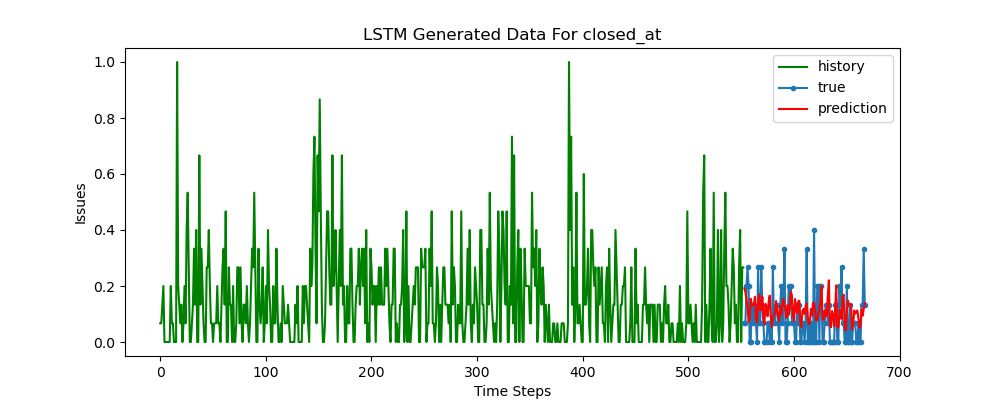 LSTM Generated Data For closed_at
history
true
prediction
Issues
1.0
0.8
0.6
0.4
0.2
0.0
0 100 200 300 400 500 600 700
Time Steps